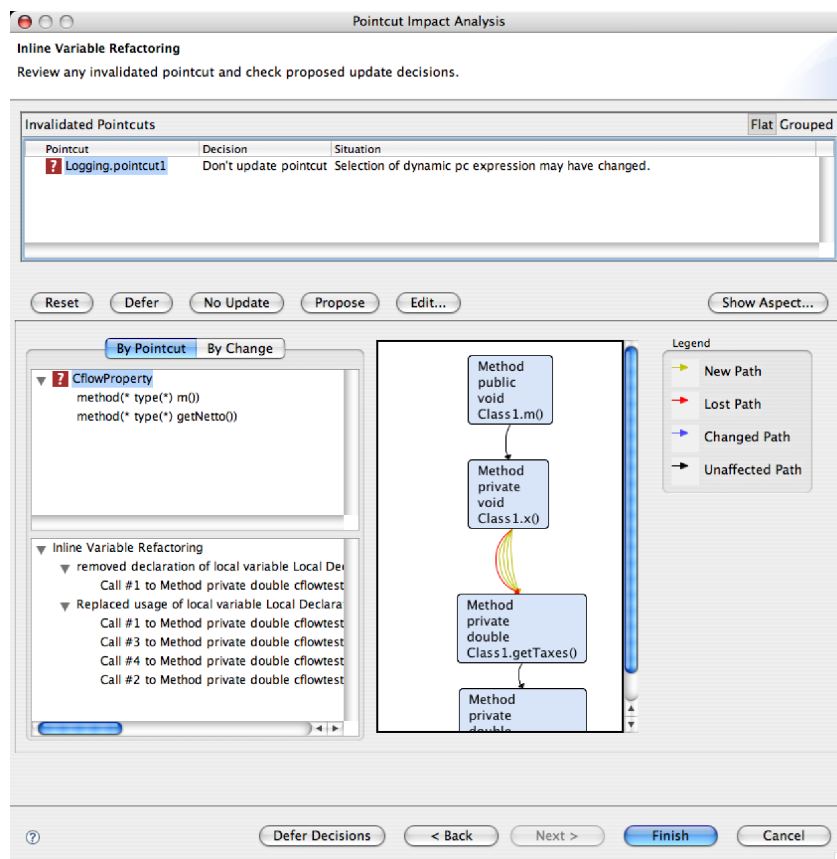 Pointcut Impact Analysis
Inline Variable Refactoring
Review any invalidated pointcut and check proposed update decisions.
Invalidated Pointcuts
Flat Grouped
Pointcut Decision Situation
? Logging.pointcut1 Don't update pointcut Selection of dynamic pc expression may have changed.
Reset Defer No Update Propose Edit... Show Aspect...
By Pointcut By Change
? CflowProperty
method(* type(*) m())
method(* type(*) getNetto())
Inline Variable Refactoring
removed declaration of local variable Local De
Call #1 to Method private double cflowtest
Replaced usage of local variable Local Declara
Call #1 to Method private double cflowtest
Call #3 to Method private double cflowtest
Call #4 to Method private double cflowtest
Call #2 to Method private double cflowtest
Method
public
void
Class1.m()
Method
private
void
Class1.x()
Method
private
double
Class1.getTaxes()
Method
private
double
Legend
New Path
Lost Path
Changed Path
Unaffected Path
?
Defer Decisions < Back Next > Finish Cancel